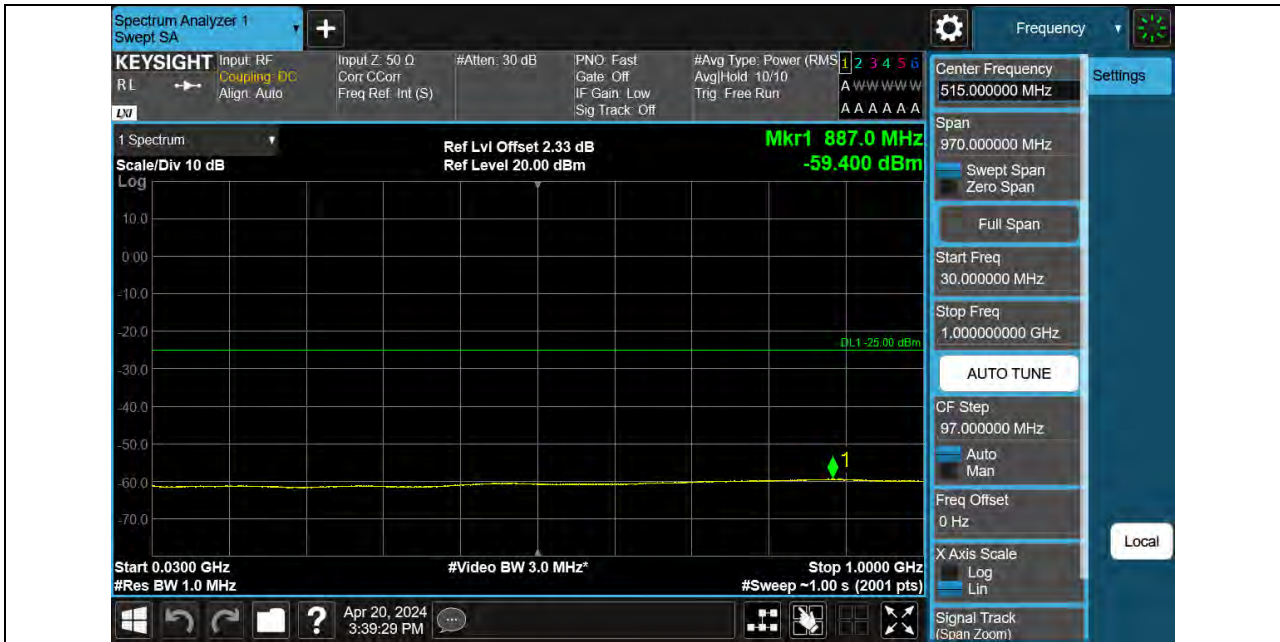 Spectrum Analyzer 1
Swept SA
Frequency
KEYSIGHT
RL
LXI
Input: RF
Coupling: DC
Align: Auto
Input Z: 50 Ω
Corr CCorr
Freq Ref: Int (S)
#Atten: 30 dB
PNO: Fast
Gate: Off
IF Gain: Low
Sig Track: Off
#Avg Type: Power (RMS
Avg|Hold: 10/10
Trig: Free Run
1 2 3 4 5 6
A W W W W W
A A A A A A
Center Frequency
515.000000 MHz
Settings
1 Spectrum
Scale/Div 10 dB
Ref Lvl Offset 2.33 dB
Ref Level 20.00 dBm
Mkr1 887.0 MHz
-59.400 dBm
Log
10.0
0.00
-10.0
-20.0
-30.0
-40.0
-50.0
-60.0
-70.0
DL1 -25.00 dBm
1
Start 0.0300 GHz
#Res BW 1.0 MHz
#Video BW 3.0 MHz*
Stop 1.0000 GHz
#Sweep ~1.00 s (2001 pts)
Span
970.000000 MHz
Swept Span
Zero Span
Full Span
Start Freq
30.000000 MHz
Stop Freq
1.000000000 GHz
AUTO TUNE
CF Step
97.000000 MHz
Auto
Man
Freq Offset
0 Hz
X Axis Scale
Log
Lin
Signal Track
(Span Zoom)
Local
?
Apr 20, 2024
3:39:29 PM